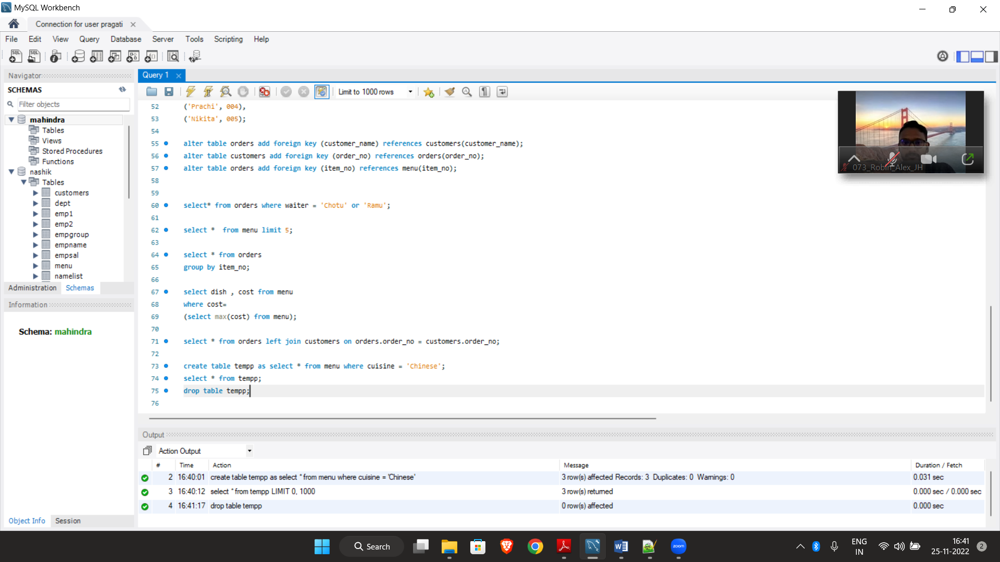 MySQL Workbench
Connection for user pragati
File Edit View Query Database Server Tools Scripting Help
Navigator
SCHEMAS
Filter objects
mahindra
Tables
Views
Stored Procedures
Functions
nashik
Tables
customers
dept
emp1
emp2
empgroup
empname
empsal
menu
namelist
Administration Schemas
Information
Schema: mahindra
Object Info Session
Query 1
Limit to 1000 rows
52 ('Prachi', 004),
53 ('Nikita', 005);
54
55 alter table orders add foreign key (customer_name) references customers(customer_name);
56 alter table customers add foreign key (order_no) references orders(order_no);
57 alter table orders add foreign key (item_no) references menu(item_no);
58
59
60 select* from orders where waiter = 'Chotu' or 'Ramu';
61
62 select *  from menu limit 5;
63
64 select * from orders
65 group by item_no;
66
67 select dish , cost from menu
68 where cost=
69 (select max(cost) from menu);
70
71 select * from orders left join customers on orders.order_no = customers.order_no;
72
73 create table tempp as select * from menu where cuisine = 'Chinese';
74 select * from tempp;
75 drop table tempp;
76
073_Robin_Alex_JH
Output
Action Output
# Time Action Message Duration / Fetch
2 16:40:01 create table tempp as select * from menu where cuisine = 'Chinese' 3 row(s) affected Records: 3 Duplicates: 0 Warnings: 0 0.031 sec
3 16:40:12 select * from tempp LIMIT 0, 1000 3 row(s) returned 0.000 sec / 0.000 sec
4 16:41:17 drop table tempp 0 row(s) affected 0.000 sec
Search
zoom
ENG
IN
16:41
25-11-2022
2